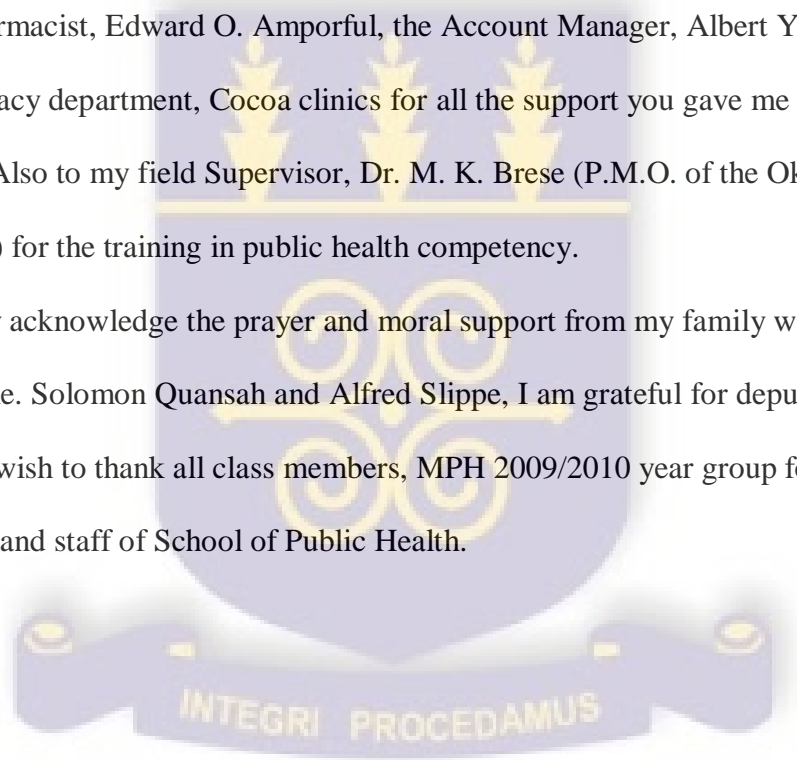 rmacist, Edward O. Amporful, the Account Manager, Albert Y
acy department, Cocoa clinics for all the support you gave me
Also to my field Supervisor, Dr. M. K. Brese (P.M.O. of the Ok
) for the training in public health competency.
acknowledge the prayer and moral support from my family w
e. Solomon Quansah and Alfred Slippe, I am grateful for depu
wish to thank all class members, MPH 2009/2010 year group f
and staff of School of Public Health.
INTEGRI PROCEDAMUS